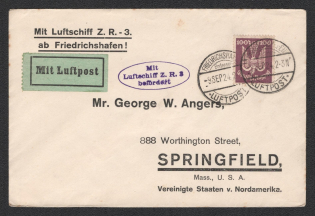 Mit Luftschiff Z. R. - 3.
ab Friedrichshafen!
Mit Luftpost
Mit
Luftschiff Z. R. 3
befördert
LUFTPOST
LUFTPOST
Mr. George W. Angers,
888 Worthington Street,
SPRINGFIELD,
Mass., U. S. A.
Vereinigte Staaten v. Nordamerika.